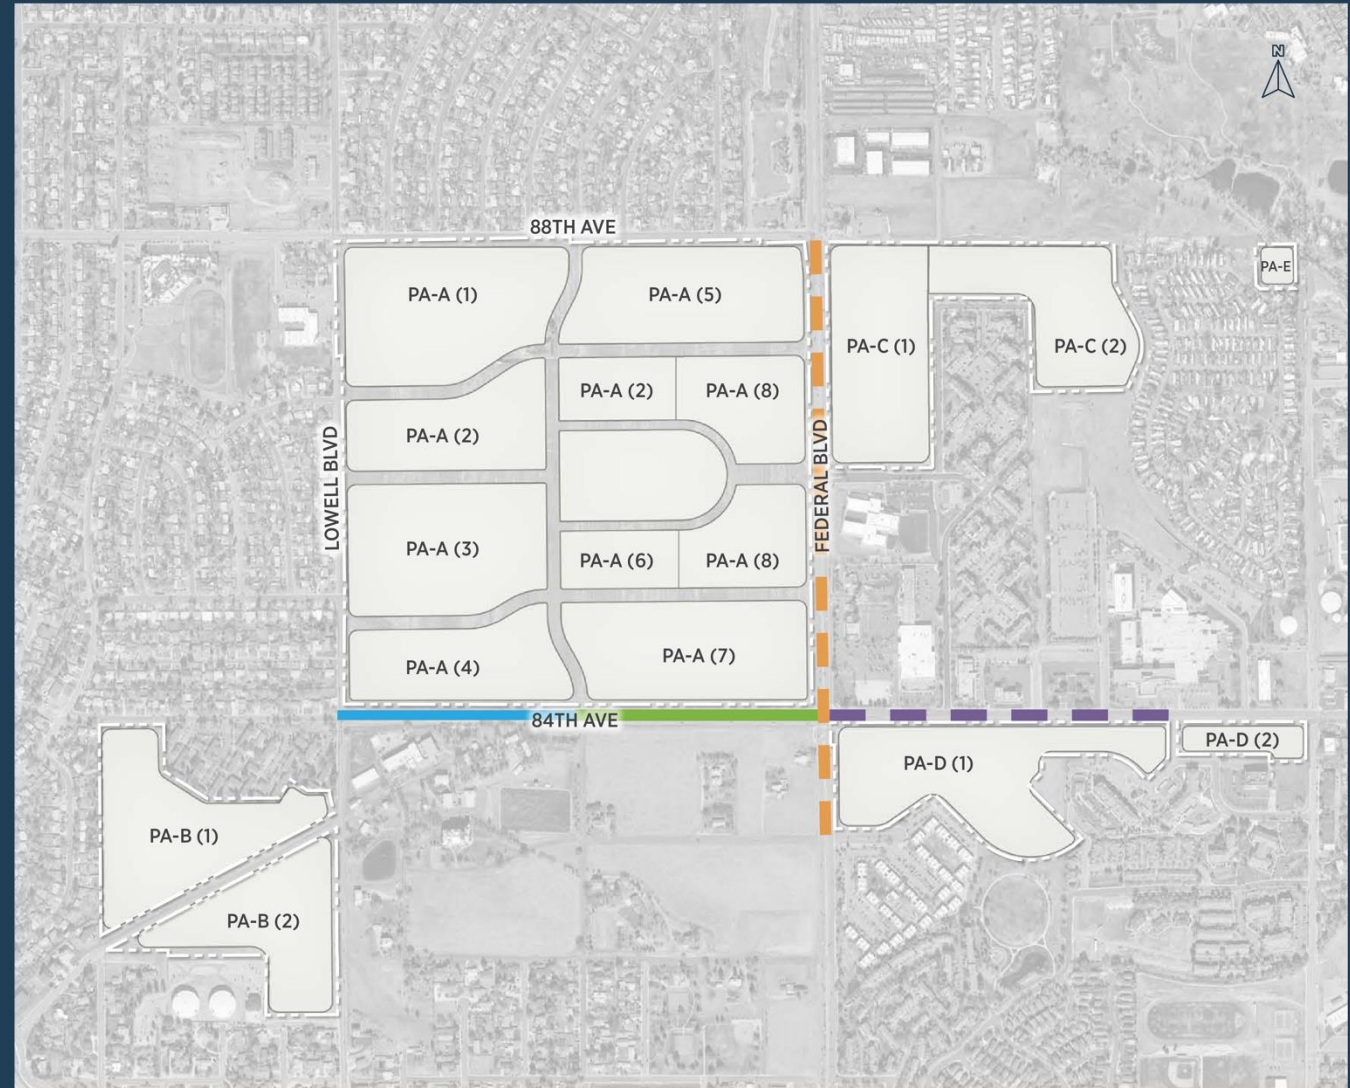 N
88TH AVE
PA-E
PA-A (1)
PA-A (5)
PA-C (1)
PA-C (2)
PA-A (2)
PA-A (8)
PA-A (2)
LOWELL BLVD
FEDERAL BLVD
PA-A (3)
PA-A (6)
PA-A (8)
PA-A (7)
PA-A (4)
84TH AVE
PA-D (2)
PA-D (1)
PA-B (1)
PA-B (2)